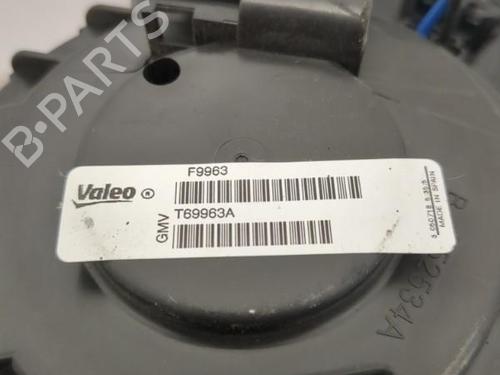 B-PARTS
F9963
Valeo ®
GMV
T69963A
MADE IN SPAIN